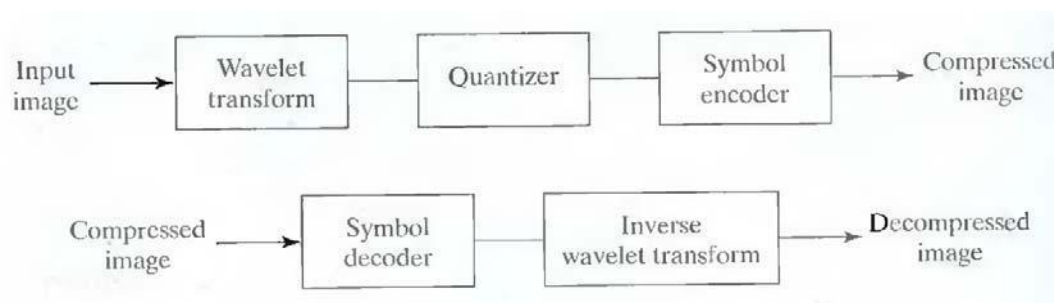 Input
image
Wavelet
transform
Quantizer
Symbol
encoder
Compressed
image
Compressed
image
Symbol
decoder
Inverse
wavelet transform
Decompressed
image